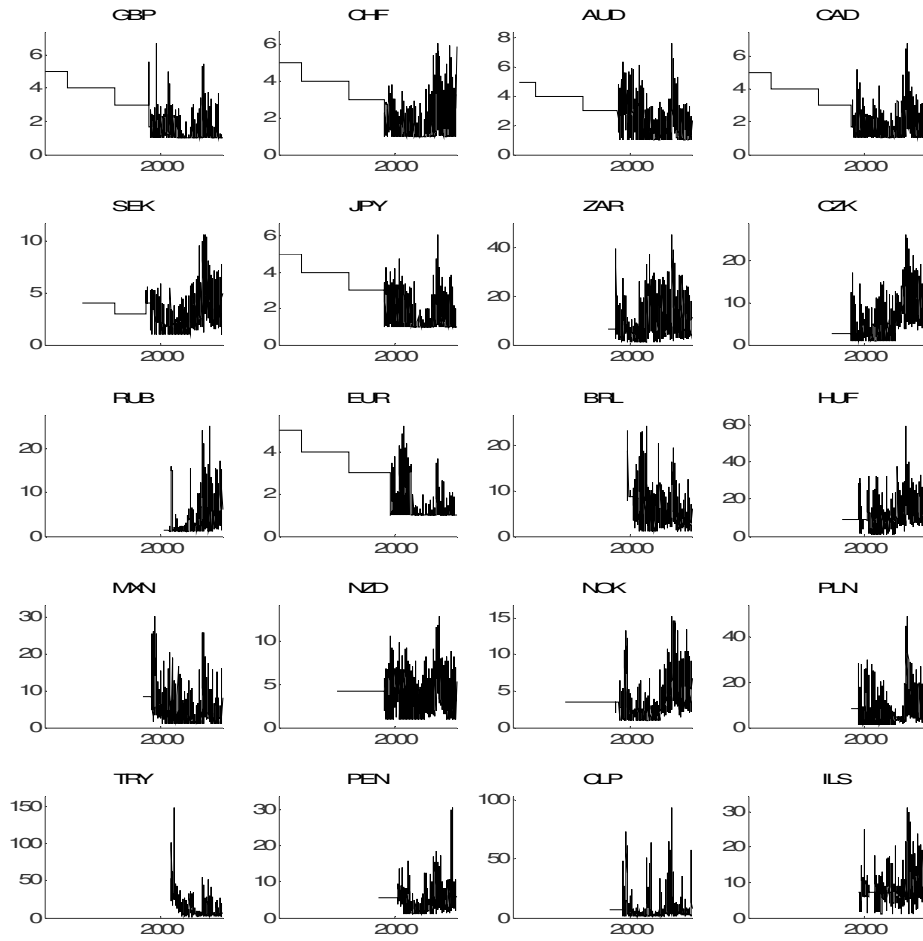 GBP CHF AUD CAD
6 6 8 6
4 4 6 4
2 2 4 2
0 0 2 0
0
2000 2000 2000 2000
SEK JPY ZAR CZK
10 6 40 20
5 4 20 10
0 2 0 0
0
2000 2000 2000 2000
RUB EUR BRL HUF
20 4 20 60
10 2 10 40
0 0 0 20
0
2000 2000 2000 2000
MXN NZD NOK PLN
30 10 15 40
20 5 10 20
10 0 5 0
0 0
2000 2000 2000 2000
TRY PEN CLP ILS
150 30 100 30
100 20 50 20
50 10 0 10
0 0 0
2000 2000 2000 2000